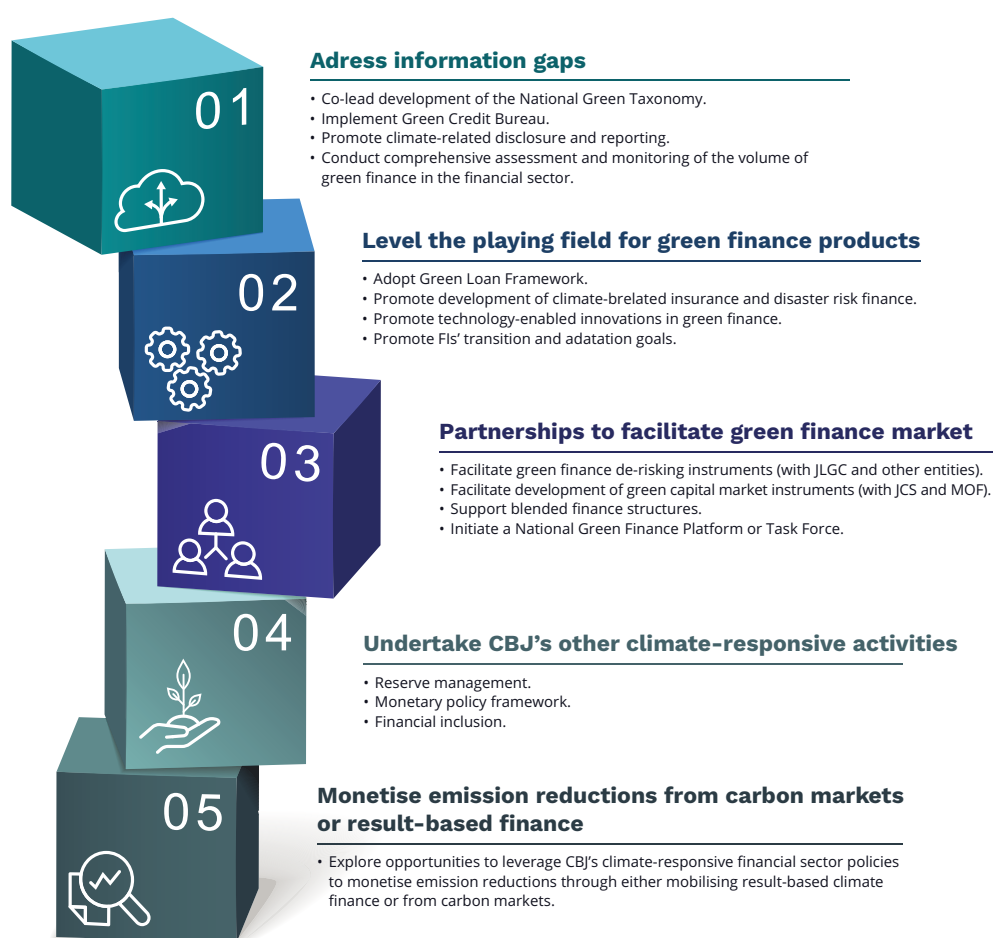 01
Adress information gaps
• Co-lead development of the National Green Taxonomy.
• Implement Green Credit Bureau.
• Promote climate-related disclosure and reporting.
• Conduct comprehensive assessment and monitoring of the volume of
green finance in the financial sector.
02
Level the playing field for green finance products
• Adopt Green Loan Framework.
• Promote development of climate-brelated insurance and disaster risk finance.
• Promote technology-enabled innovations in green finance.
• Promote FIs’ transition and adatation goals.
03
Partnerships to facilitate green finance market
• Facilitate green finance de-risking instruments (with JLGC and other entities).
• Facilitate development of green capital market instruments (with JCS and MOF).
• Support blended finance structures.
• Initiate a National Green Finance Platform or Task Force.
04
Undertake CBJ’s other climate-responsive activities
• Reserve management.
• Monetary policy framework.
• Financial inclusion.
05
Monetise emission reductions from carbon markets
or result-based finance
• Explore opportunities to leverage CBJ’s climate-responsive financial sector policies
to monetise emission reductions through either mobilising result-based climate
finance or from carbon markets.